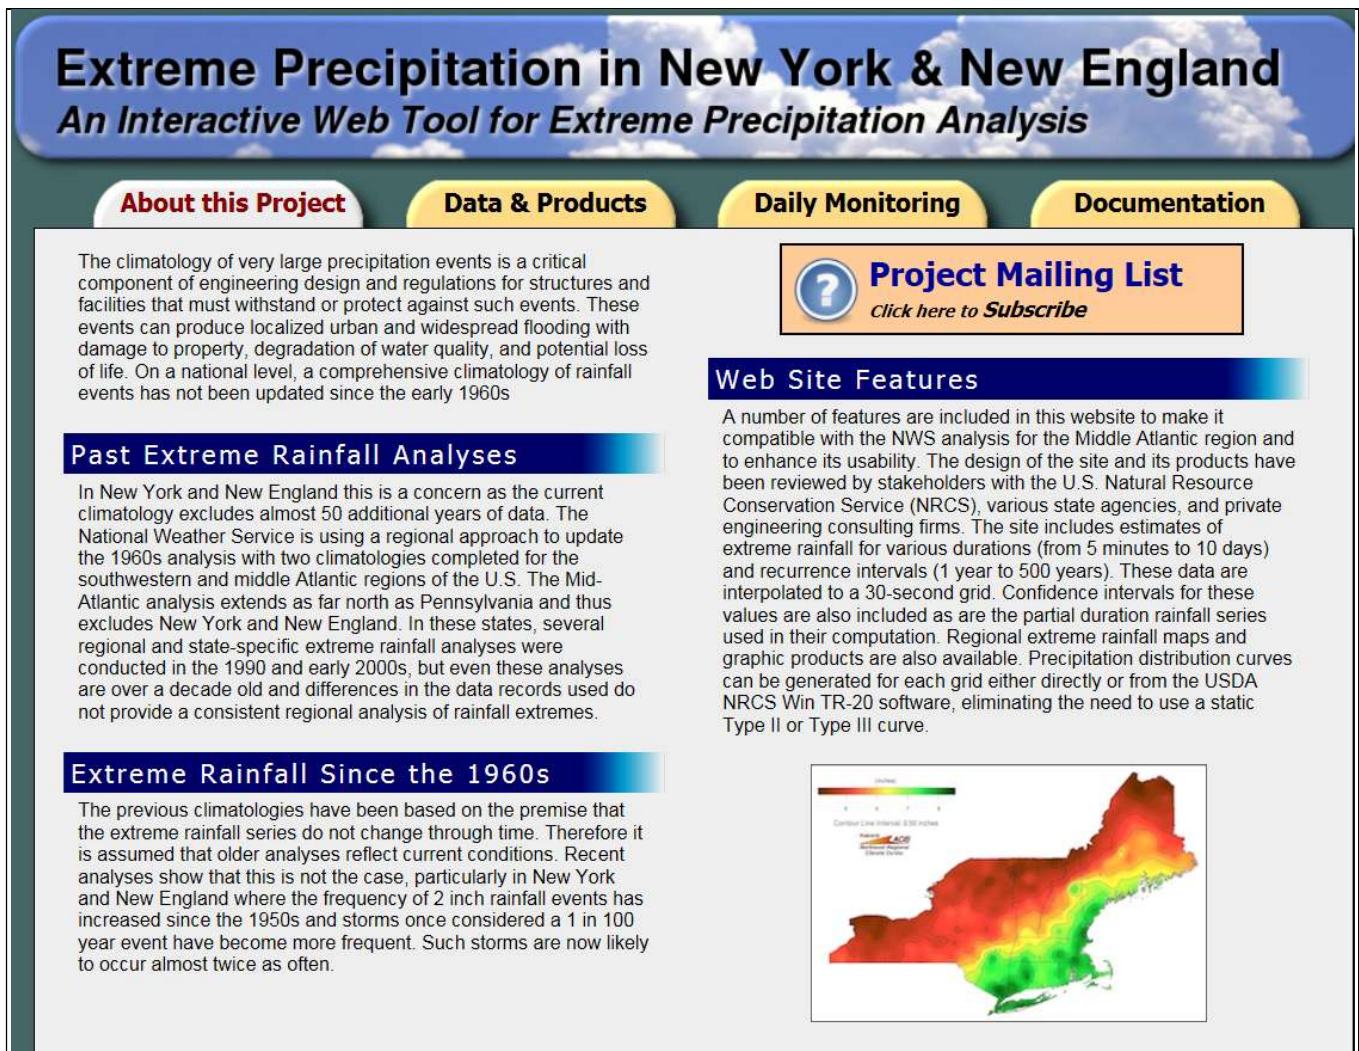 Extreme Precipitation in New York & New England
An Interactive Web Tool for Extreme Precipitation Analysis
About this Project
Data & Products
Daily Monitoring
Documentation
The climatology of very large precipitation events is a critical
component of engineering design and regulations for structures and
facilities that must withstand or protect against such events. These
events can produce localized urban and widespread flooding with
damage to property, degradation of water quality, and potential loss
of life. On a national level, a comprehensive climatology of rainfall
events has not been updated since the early 1960s
Past Extreme Rainfall Analyses
In New York and New England this is a concern as the current
climatology excludes almost 50 additional years of data. The
National Weather Service is using a regional approach to update
the 1960s analysis with two climatologies completed for the
southwestern and middle Atlantic regions of the U.S. The Mid-
Atlantic analysis extends as far north as Pennsylvania and thus
excludes New York and New England. In these states, several
regional and state-specific extreme rainfall analyses were
conducted in the 1990 and early 2000s, but even these analyses
are over a decade old and differences in the data records used do
not provide a consistent regional analysis of rainfall extremes.
Extreme Rainfall Since the 1960s
The previous climatologies have been based on the premise that
the extreme rainfall series do not change through time. Therefore it
is assumed that older analyses reflect current conditions. Recent
analyses show that this is not the case, particularly in New York
and New England where the frequency of 2 inch rainfall events has
increased since the 1950s and storms once considered a 1 in 100
year event have become more frequent. Such storms are now likely
to occur almost twice as often.
? Project Mailing List
Click here to Subscribe
Web Site Features
A number of features are included in this website to make it
compatible with the NWS analysis for the Middle Atlantic region and
to enhance its usability. The design of the site and its products have
been reviewed by stakeholders with the U.S. Natural Resource
Conservation Service (NRCS), various state agencies, and private
engineering consulting firms. The site includes estimates of
extreme rainfall for various durations (from 5 minutes to 10 days)
and recurrence intervals (1 year to 500 years). These data are
interpolated to a 30-second grid. Confidence intervals for these
values are also included as are the partial duration rainfall series
used in their computation. Regional extreme rainfall maps and
graphic products are also available. Precipitation distribution curves
can be generated for each grid either directly or from the USDA
NRCS Win TR-20 software, eliminating the need to use a static
Type II or Type III curve.
(inches)
Contour Line Interval: 0.50 inches
ACIS
Northeast Regional
Climate Center